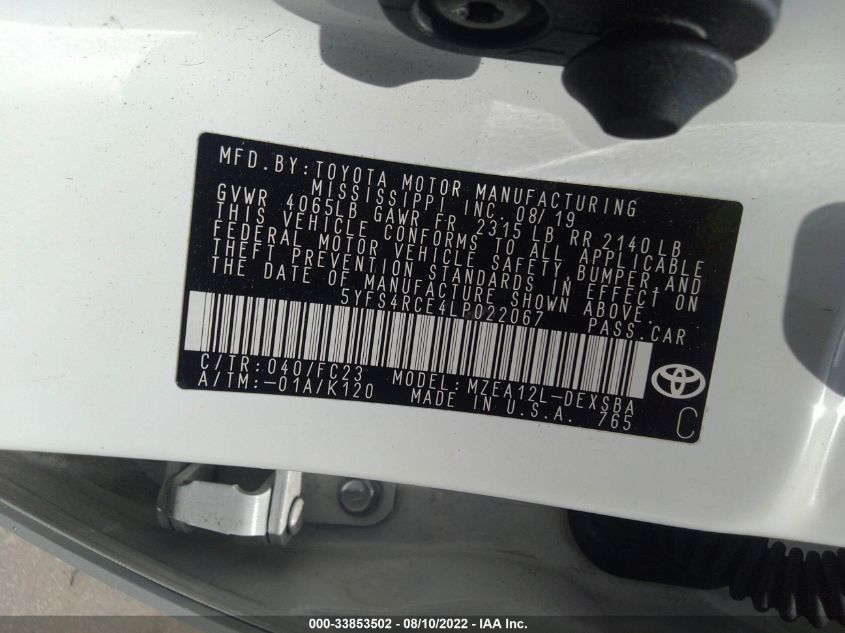 MFD. BY: TOYOTA MOTOR MANUFACTURING
MISSISSIPPI INC. 08/19
GVWR 4065LB GAWR FR 2315 LB RR 2140 LB
THIS VEHICLE CONFORMS TO ALL APPLICABLE
FEDERAL MOTOR VEHICLE SAFETY, BUMPER, AND
THEFT PREVENTION STANDARDS IN EFFECT ON
THE DATE OF MANUFACTURE SHOWN ABOVE.
5YFS4RCE4LP022067 PASS. CAR
C/TR: 040/FC23 MODEL: MZEA12L-DEXSBA
A/TM: -01A/K120 MADE IN U.S.A. 765
C
000-33853502 - 08/10/2022 - IAA Inc.